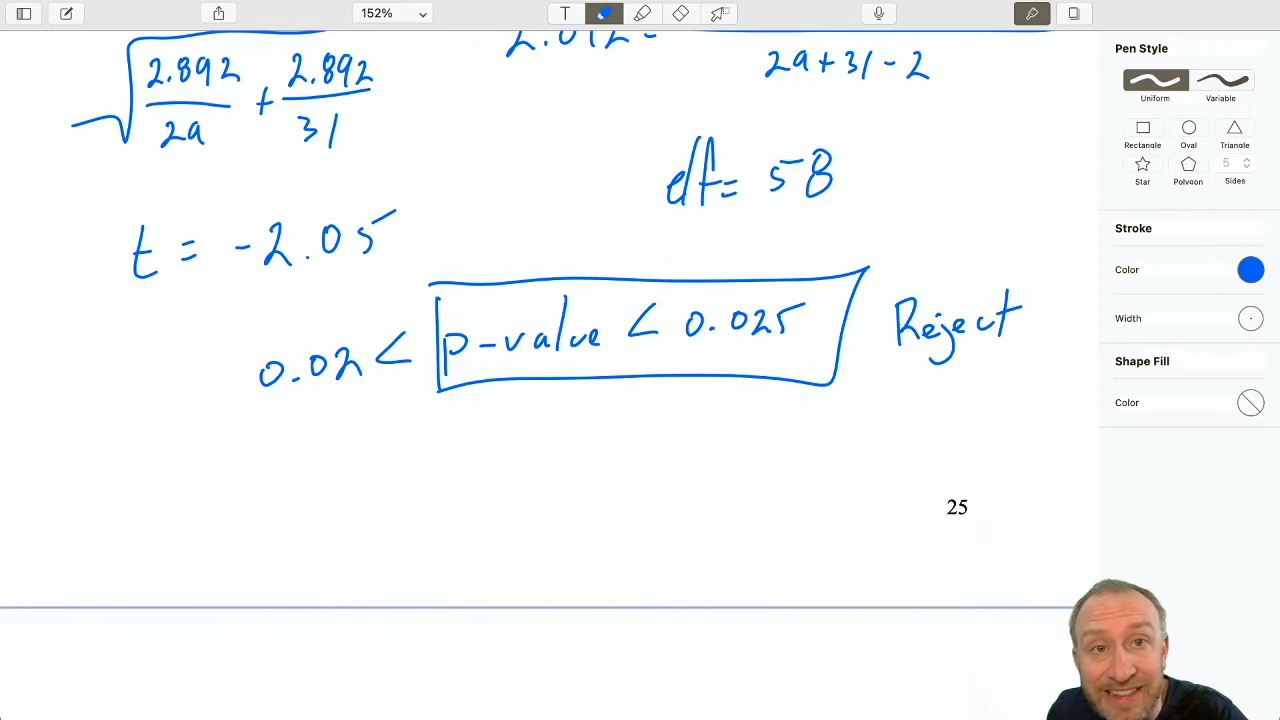 152%
T
Pen Style
Uniform Variable
Rectangle Oval Triangle
Star Polygon 5 Sides
Stroke
Color
Width
Shape Fill
Color
2.892 + 2.892
29 31
29 + 31 - 2
df = 58
t = -2.05
0.02 < p-value < 0.025 Reject
25